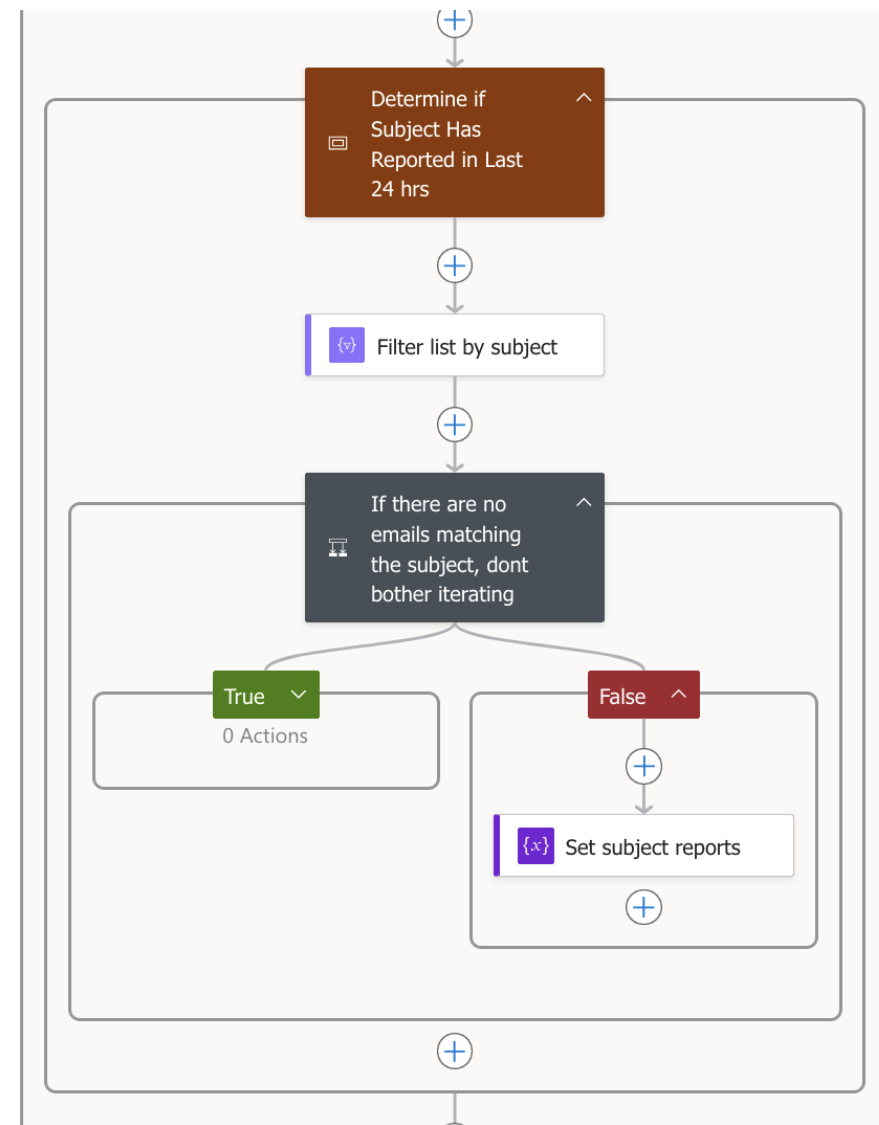 Determine if
Subject Has
Reported in Last
24 hrs
{▿} Filter list by subject
If there are no
emails matching
the subject, dont
bother iterating
True
False
0 Actions
{x} Set subject reports